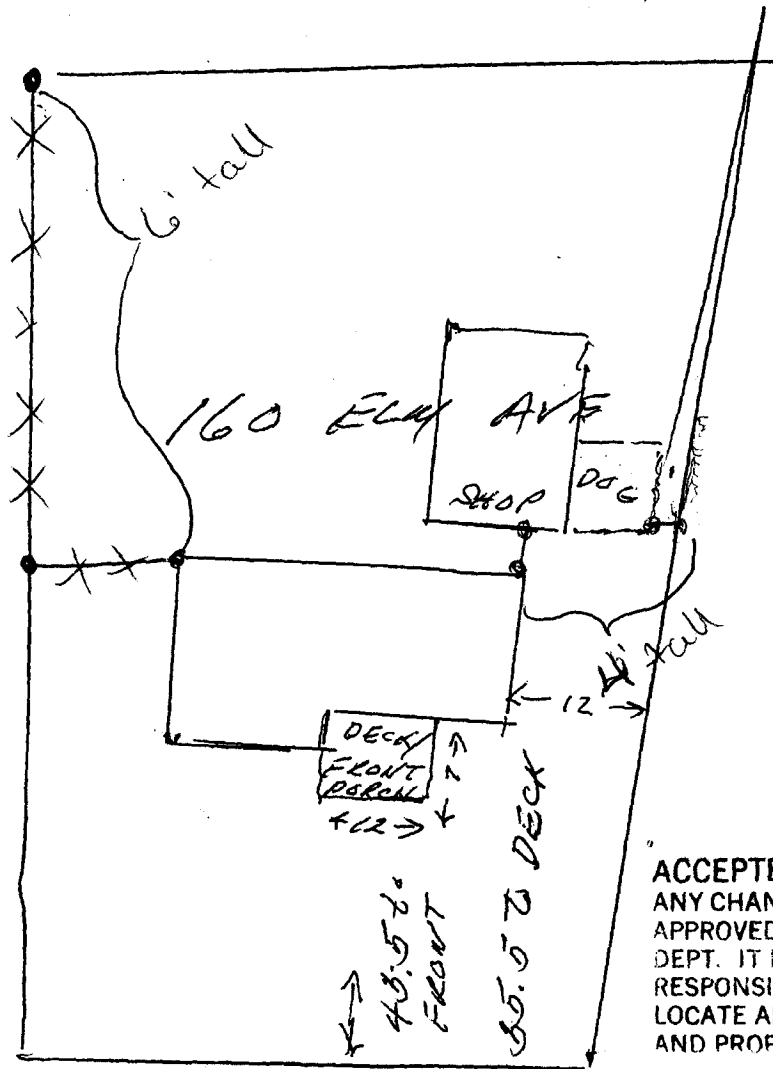 6' tall
160 ELM AVE
SHOP
DOG
4' tall
12
DECK/
FRONT
PORCH
12
7
43.5 to
FRONT
35.5 TO DECK
ACCEPTE
ANY CHAN
APPROVED
DEPT. IT
RESPONSI
LOCATE A
AND PROP